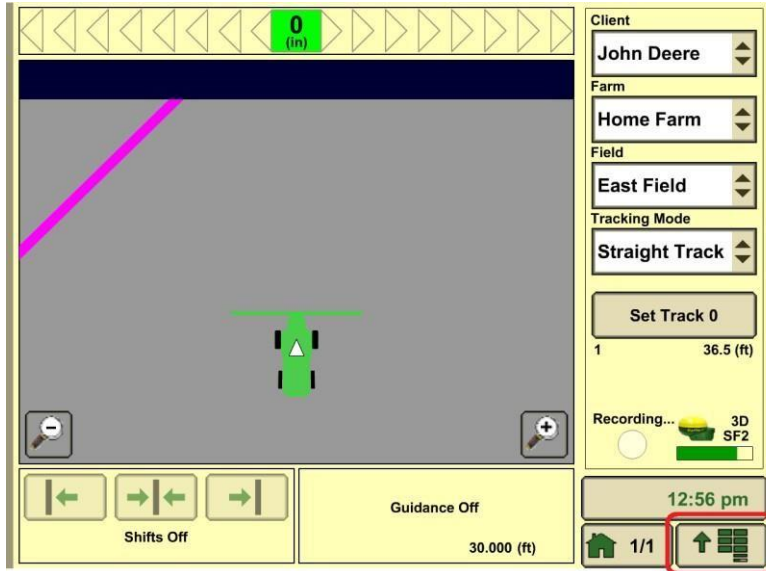 0
(in)
Client
John Deere
Farm
Home Farm
Field
East Field
Tracking Mode
Straight Track
Set Track 0
1 36.5 (ft)
Recording... 3D
SF2
Shifts Off
Guidance Off
30.000 (ft)
12:56 pm
1/1